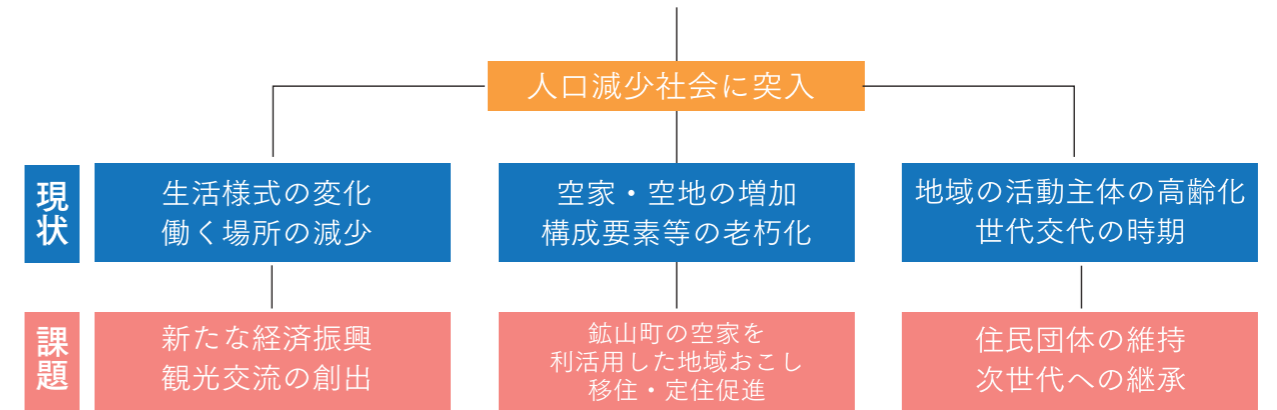 人口減少社会に突入
現状
生活様式の変化
働く場所の減少
空家・空地の増加
構成要素等の老朽化
地域の活動主体の高齢化
世代交代の時期
課題
新たな経済振興
観光交流の創出
鉱山町の空家を
利活用した地域おこし
移住・定住促進
住民団体の維持
次世代への継承